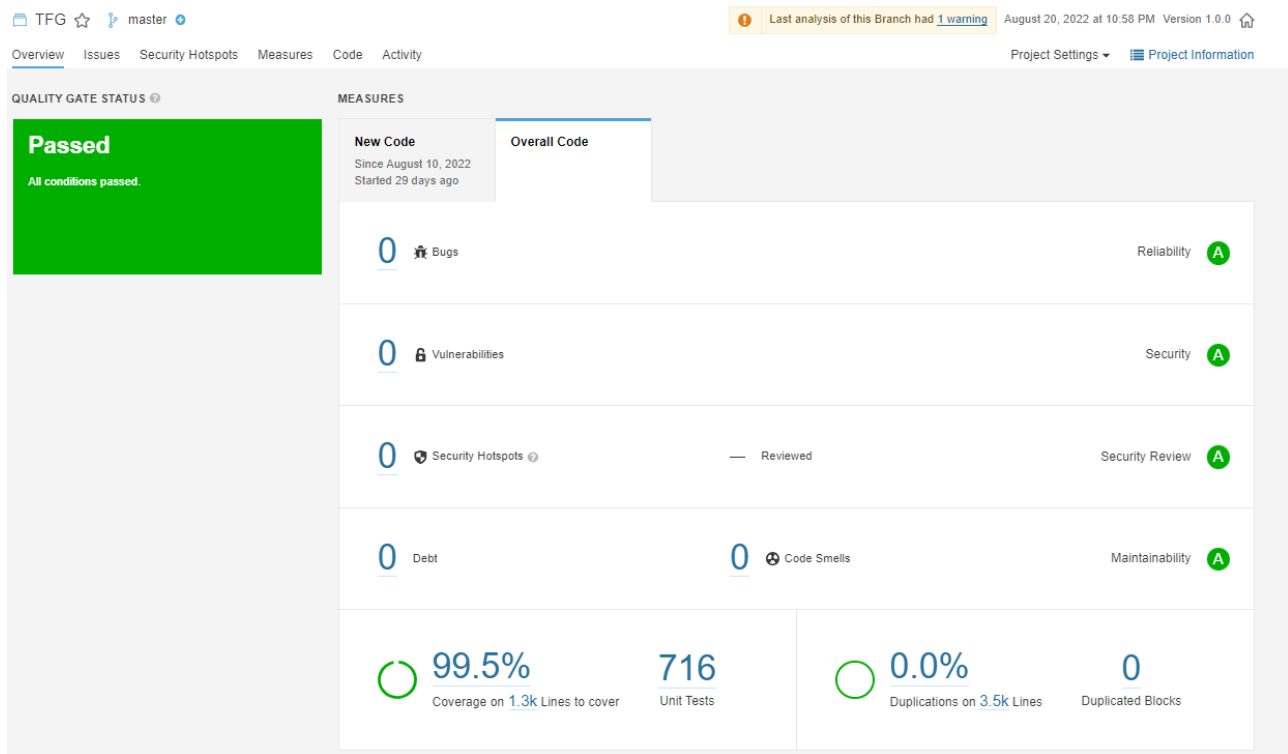 TFG master
Last analysis of this Branch had 1 warning August 20, 2022 at 10:58 PM Version 1.0.0
Overview Issues Security Hotspots Measures Code Activity
Project Settings Project Information
QUALITY GATE STATUS ?
MEASURES
Passed
All conditions passed.
New Code
Since August 10, 2022
Started 29 days ago
Overall Code
0 Bugs Reliability A
0 Vulnerabilities Security A
0 Security Hotspots ? — Reviewed Security Review A
0 Debt 0 Code Smells Maintainability A
99.5% 716
Coverage on 1.3k Lines to cover Unit Tests
0.0% 0
Duplications on 3.5k Lines Duplicated Blocks